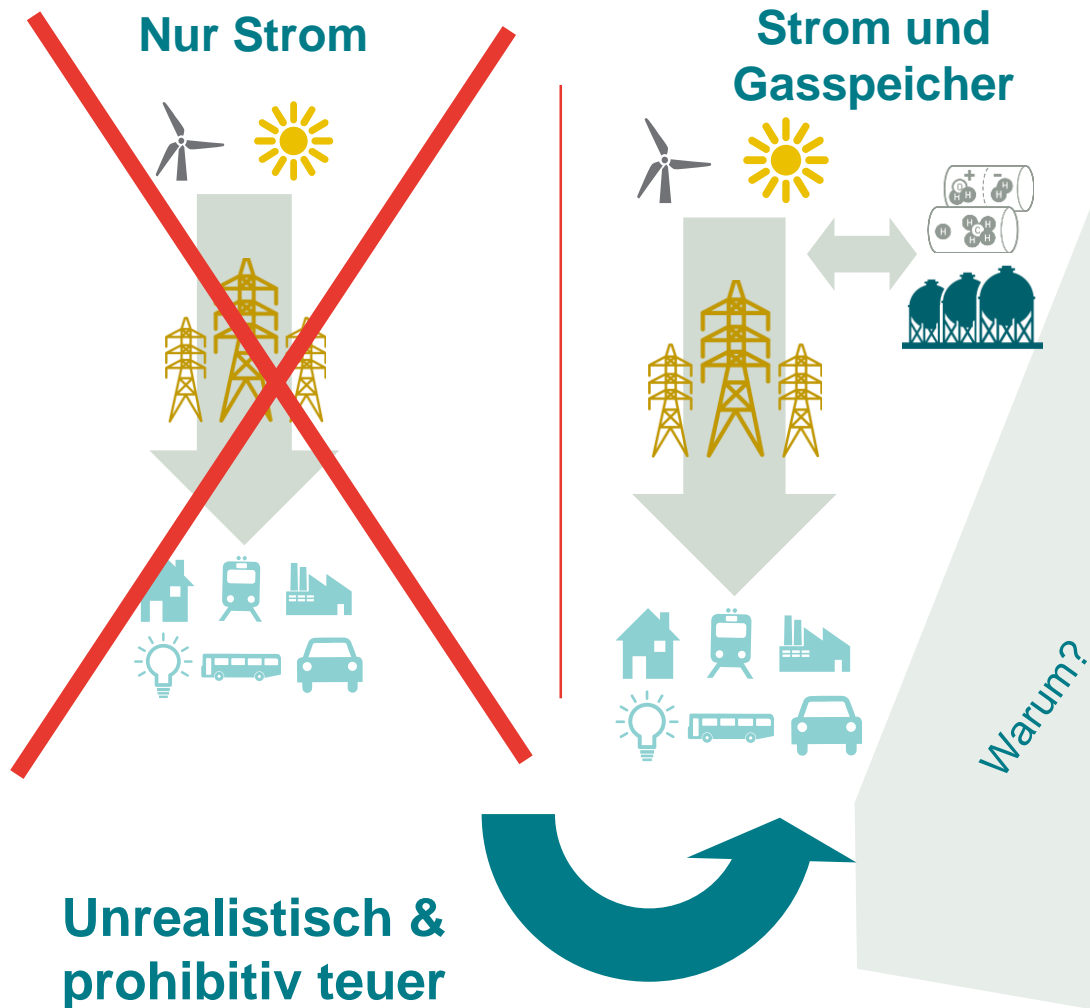 Nur Strom
Strom und
Gasspeicher
+ -
C H H H H
H H H C H H
Warum?
Unrealistisch &
prohibitiv teuer